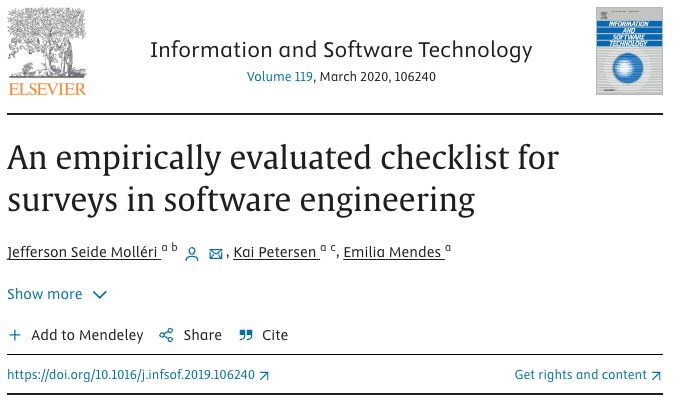 ELSEVIER
Information and Software Technology
Volume 119, March 2020, 106240
INFORMATION
AND
SOFTWARE
TECHNOLOGY
An empirically evaluated checklist for
surveys in software engineering
Jefferson Seide Molléri a b , Kai Petersen a c, Emilia Mendes a
Show more
Add to Mendeley Share Cite
https://doi.org/10.1016/j.infsof.2019.106240 Get rights and content